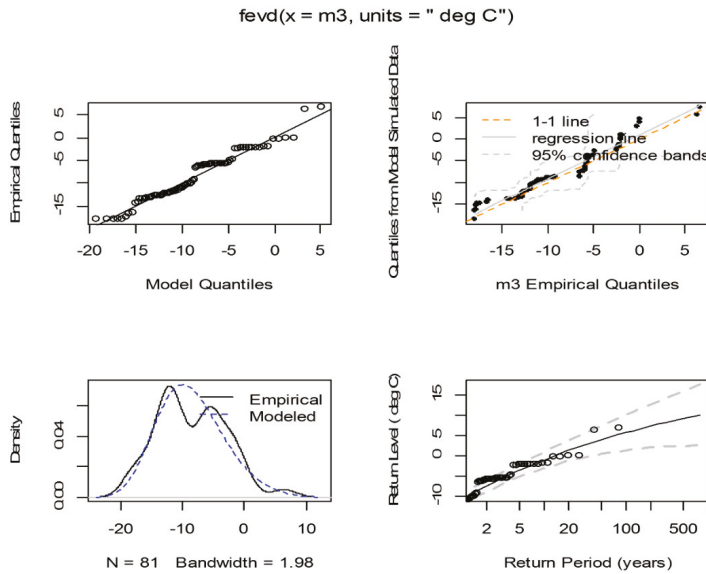 fevd(x = m3, units = " deg C")
Empirical Quantiles
5
0
-5
-15
-20
-15
-10
-5
0
5
Model Quantiles
Quantiles from Model Simulated Data
5
0
-5
-15
1-1 line
regression line
95% confidence bands
-15
-10
-5
0
5
m3 Empirical Quantiles
Density
0.04
0.00
Empirical
Modeled
-20
-10
0
10
N = 81 Bandwidth = 1.98
Return Level ( deg C)
15
5
-10
2
5
20
100
500
Return Period (years)